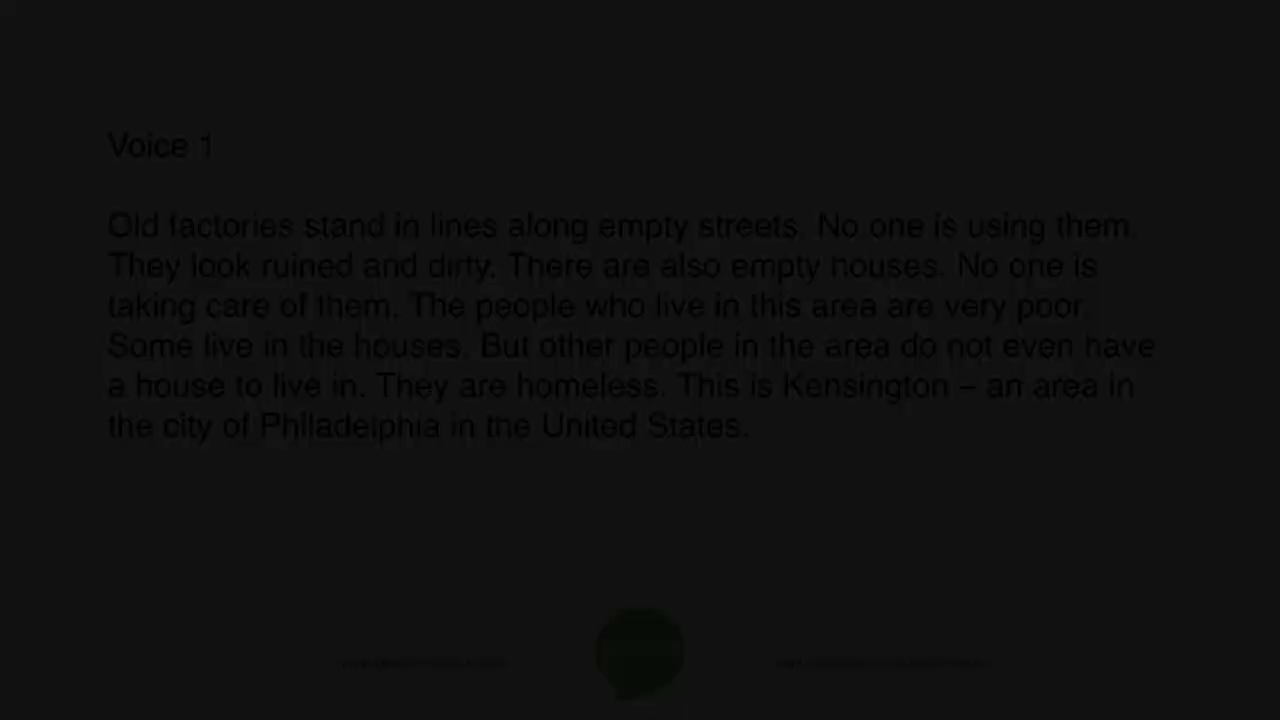 Voice 1
Old factories stand in lines along empty streets. No one is using them.
They look ruined and dirty. There are also empty houses. No one is
taking care of them. The people who live in this area are very poor.
Some live in the houses. But other people in the area do not even have
a house to live in. They are homeless. This is Kensington – an area in
the city of Philadelphia in the United States.